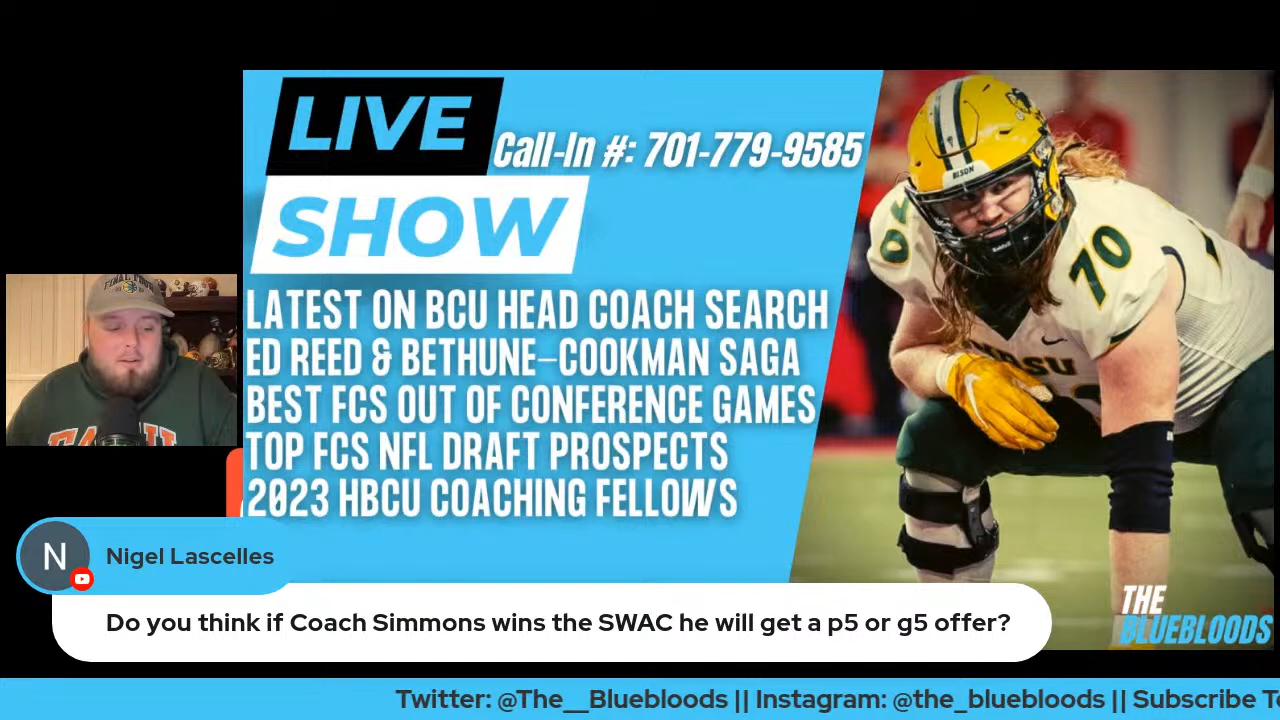 LIVE
Call-In #: 701-779-9585
SHOW
LATEST ON BCU HEAD COACH SEARCH
ED REED & BETHUNE-COOKMAN SAGA
BEST FCS OUT OF CONFERENCE GAMES
TOP FCS NFL DRAFT PROSPECTS
2023 HBCU COACHING FELLOWS
BISON
70
70
N
Nigel Lascelles
Do you think if Coach Simmons wins the SWAC he will get a p5 or g5 offer?
THE
BLUEBLOODS
Twitter: @The__Bluebloods || Instagram: @the_bluebloods || Subscribe To